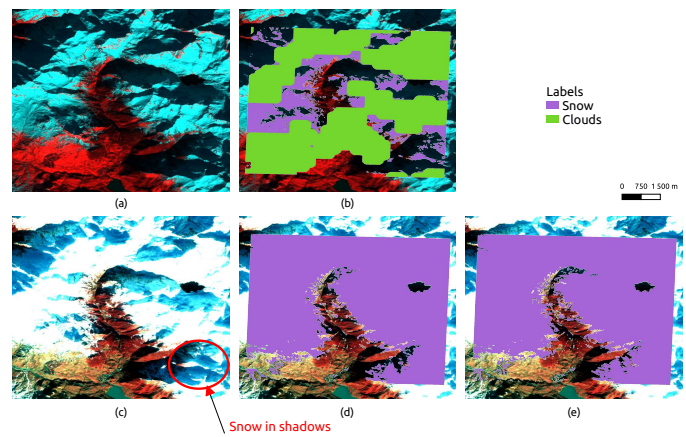 Labels
Snow
Clouds
0 750 1 500 m
(a)
(b)
(c)
(d)
(e)
Snow in shadows